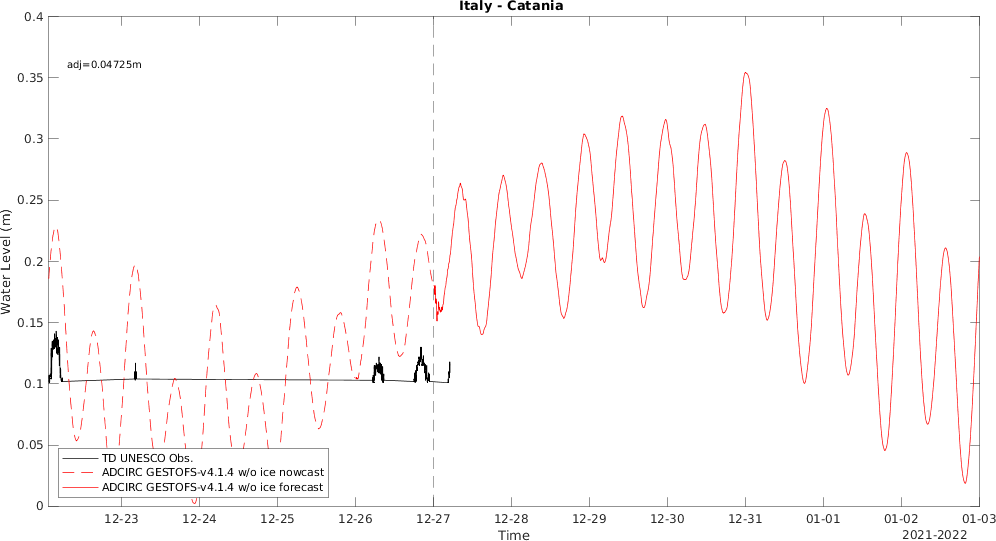 Italy - Catania
0.4
0.35
0.3
0.25
0.2
0.15
0.1
0.05
0
Water Level (m)
adj=0.04725m
TD UNESCO Obs.
ADCIRC GESTOFS-v4.1.4 w/o ice nowcast
ADCIRC GESTOFS-v4.1.4 w/o ice forecast
12-23 12-24 12-25 12-26 12-27 12-28 12-29 12-30 12-31 01-01 01-02 01-03
Time
2021-2022